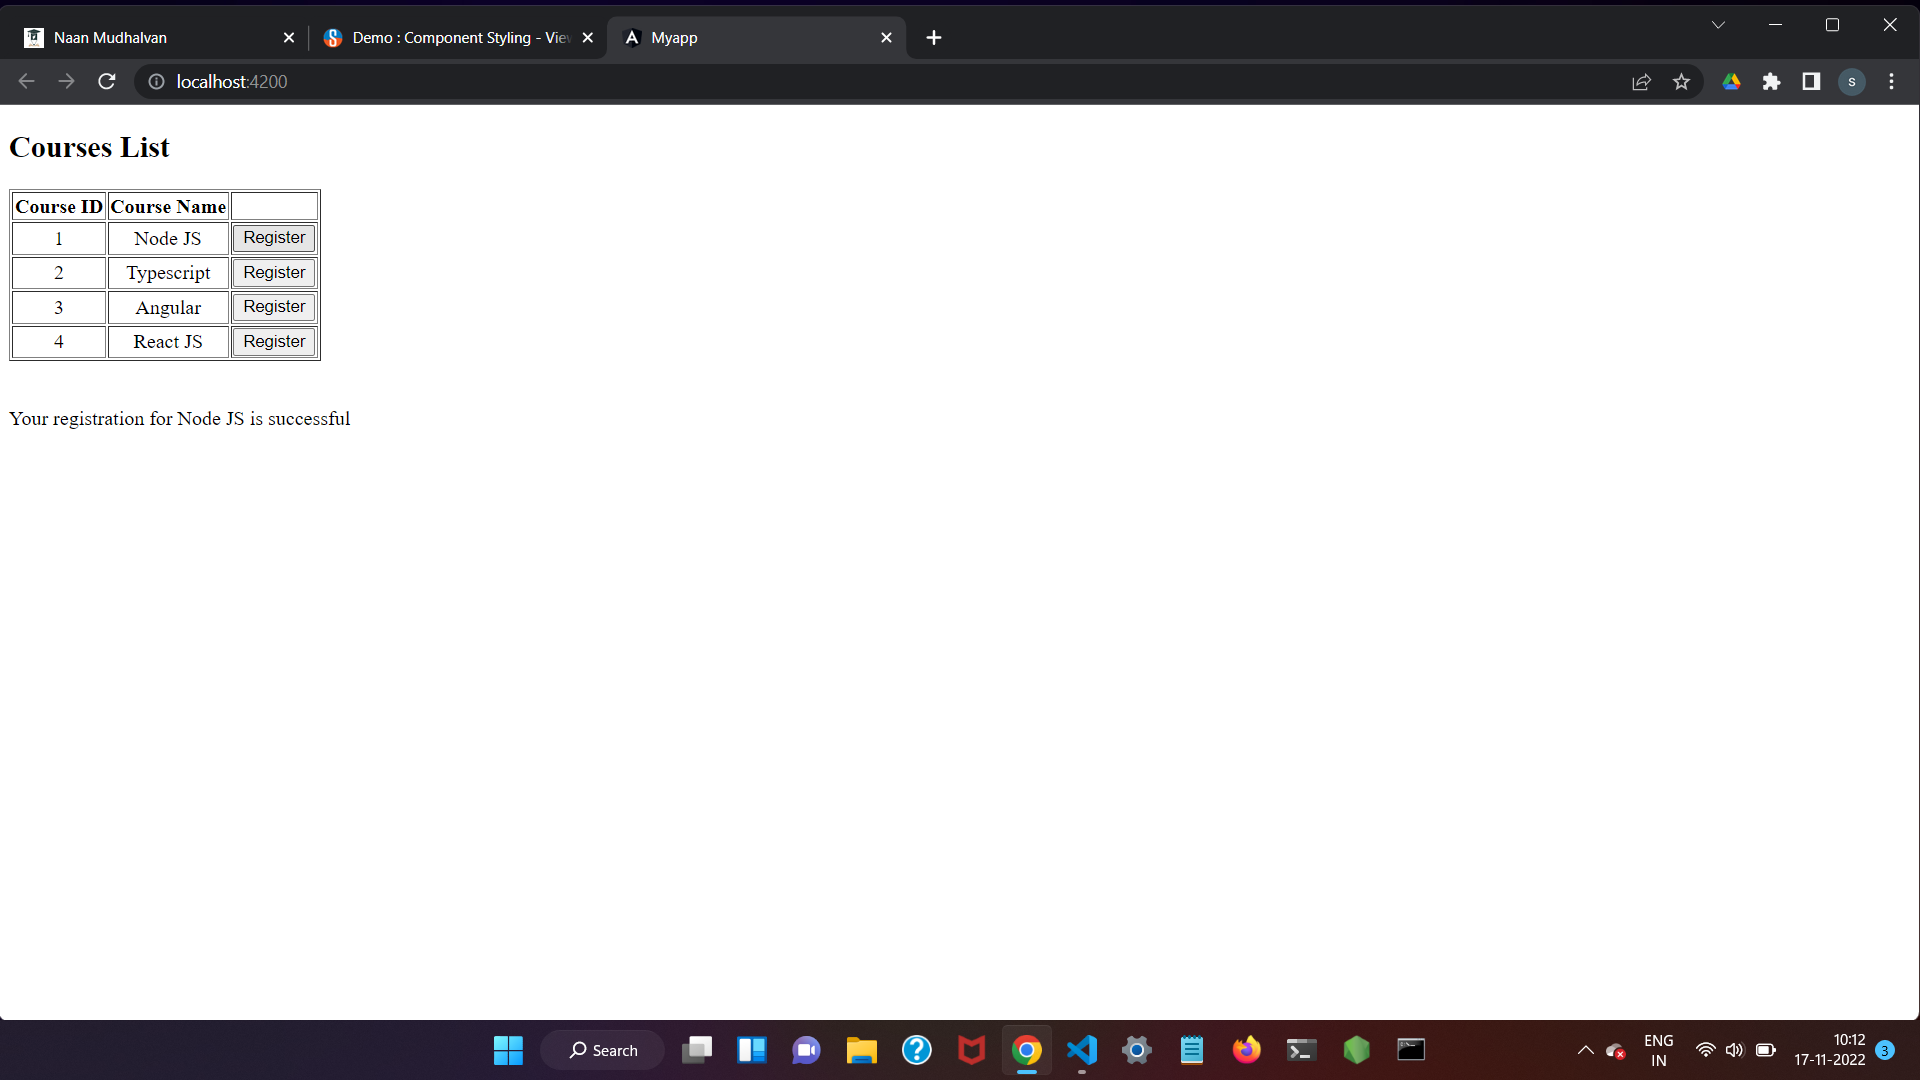 Naan Mudhalvan
Demo : Component Styling - Vie
Myapp
localhost:4200
S
Courses List
Course ID Course Name
1 Node JS Register
2 Typescript Register
3 Angular Register
4 React JS Register
Your registration for Node JS is successful
Search
ENG
IN
10:12
17-11-2022
3